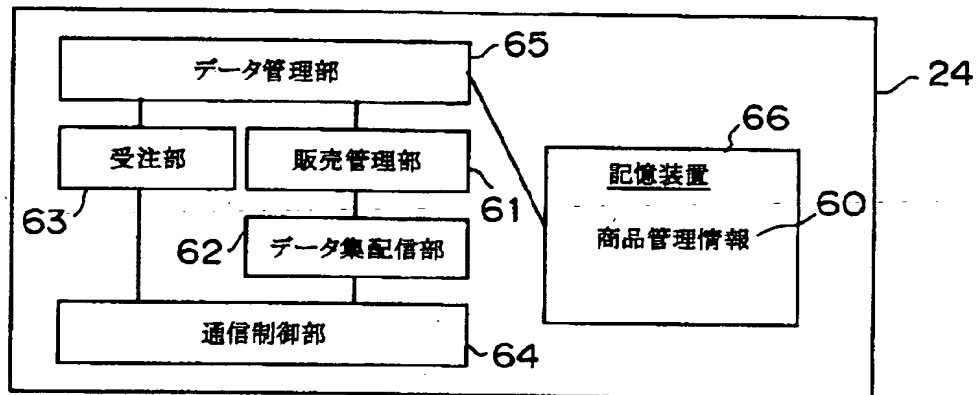 65
データ管理部
24
66
受注部
販売管理部
記憶装置
63
61
60
62
データ集配信部
商品管理情報
通信制御部
64